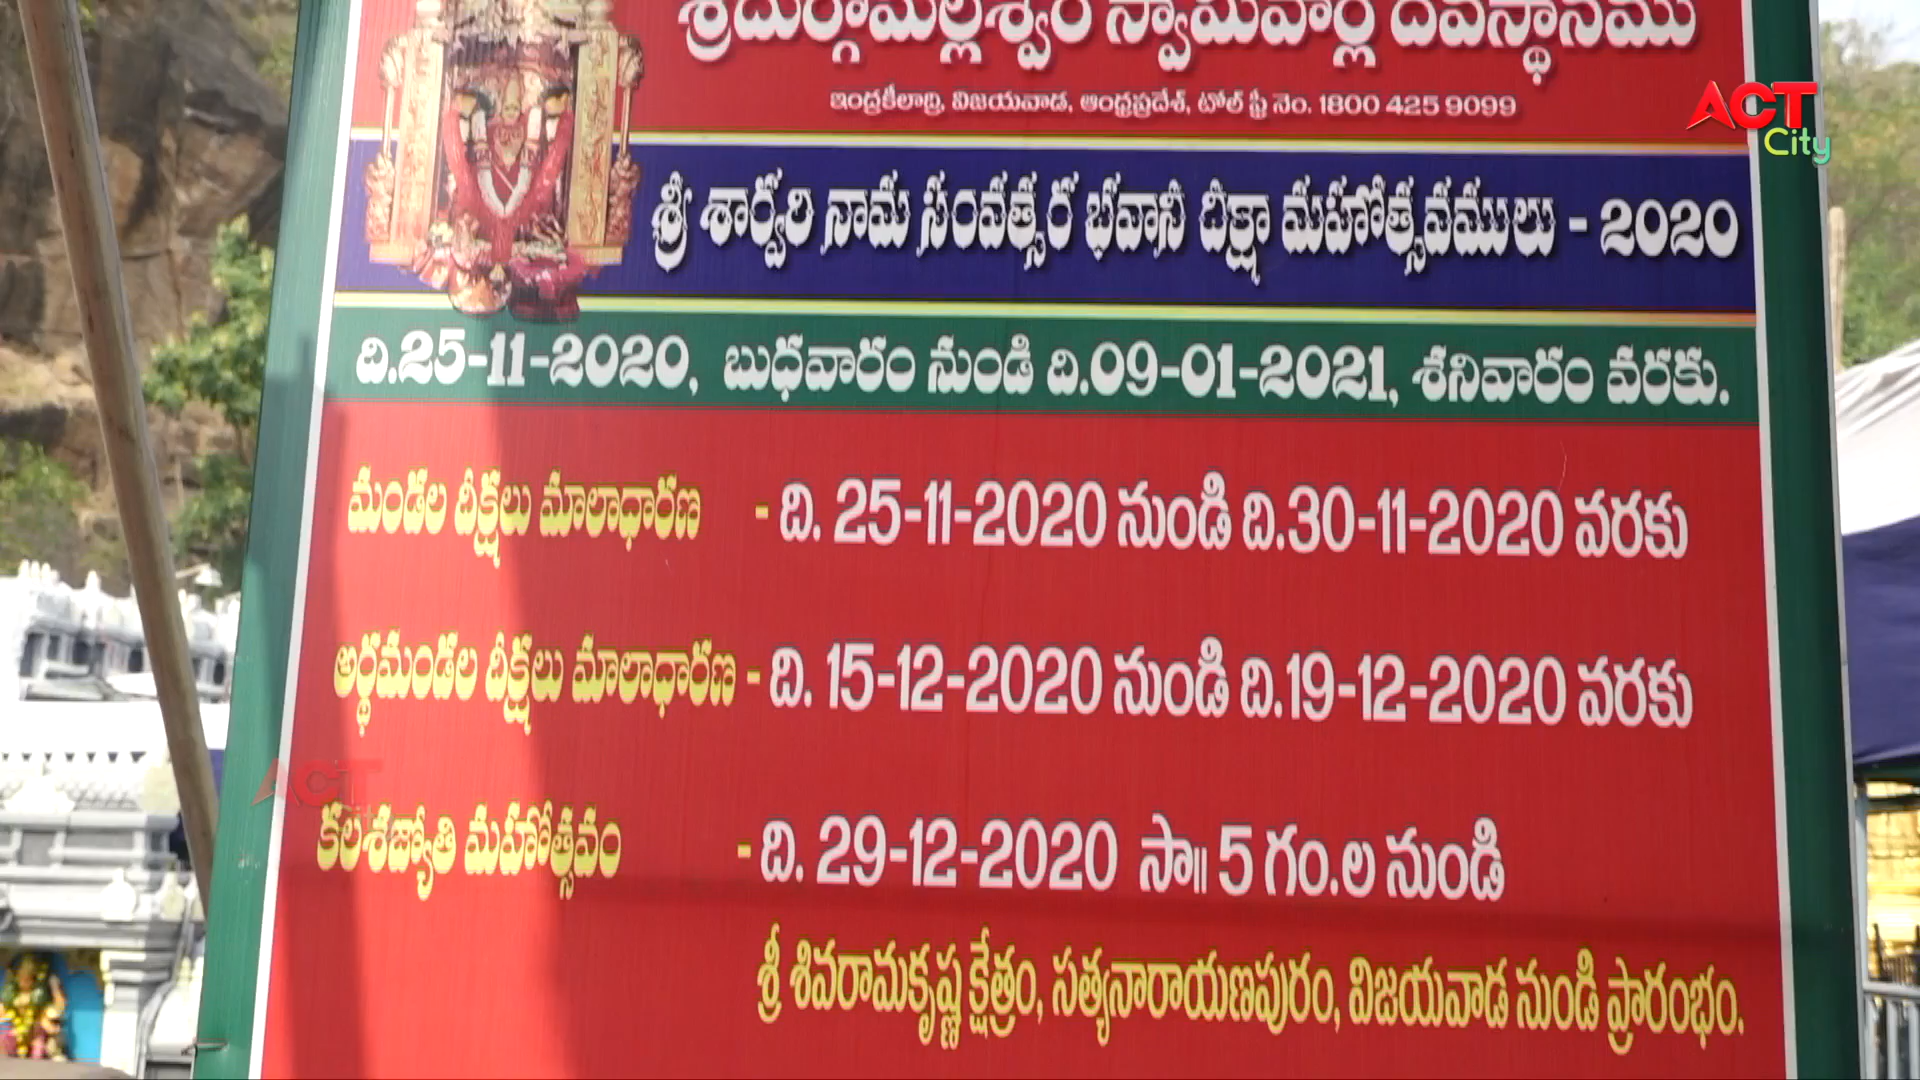 శ్రీదుర్గామల్లేశ్వర స్వామివార్ల దేవస్థానము
ఇంద్రకీలాద్రి, విజయవాడ, ఆంధ్రప్రదేశ్, టోల్ ఫ్రీ నెం. 1800 425 9099
ACT
City
శ్రీ శార్వరి నామ సంవత్సర భవాని దీక్షా మహోత్సవములు - 2020
ది.25-11-2020, బుధవారం నుండి ది.09-01-2021, శనివారం వరకు.
మండల దీక్షలు మాలాధారణ - ది. 25-11-2020 నుండి ది.30-11-2020 వరకు
అర్ధమండల దీక్షలు మాలాధారణ - ది. 15-12-2020 నుండి ది.19-12-2020 వరకు
ACT
కలశజ్యోతి మహోత్సవం - ది. 29-12-2020 సా॥ 5 గం.ల నుండి
శ్రీ శివరామకృష్ణ క్షేత్రం, సత్యనారాయణపురం, విజయవాడ నుండి ప్రారంభం.